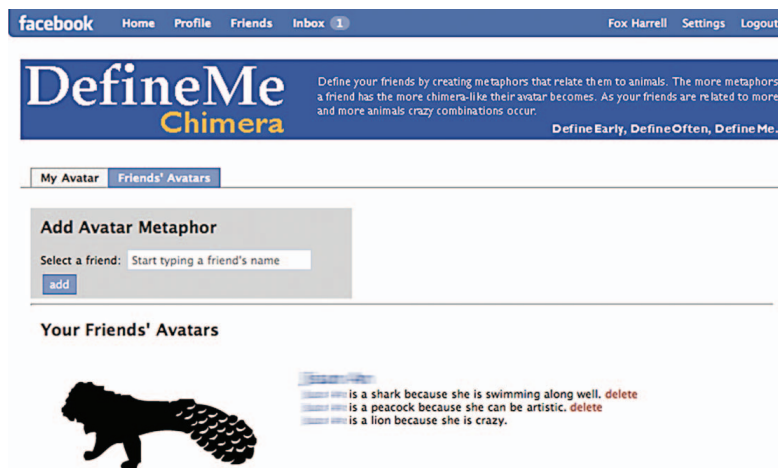 facebook Home Profile Friends Inbox 1 Fox Harrell Settings Logout
DefineMe
Chimera
Define your friends by creating metaphors that relate them to animals. The more metaphors
a friend has the more chimera-like their avatar becomes. As your friends are related to more
and more animals crazy combinations occur.
Define Early, Define Often, Define Me.
My Avatar Friends' Avatars
Add Avatar Metaphor
Select a friend: Start typing a friend's name
add
Your Friends' Avatars
is a shark because she is swimming along well. delete
is a peacock because she can be artistic. delete
is a lion because she is crazy.